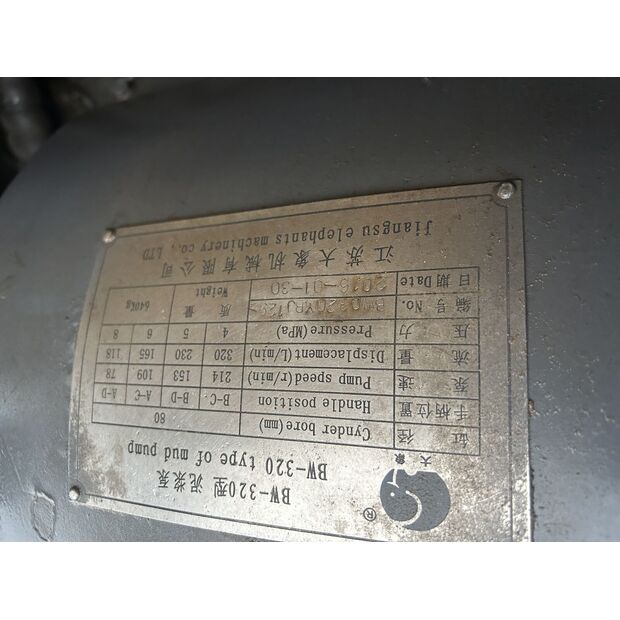 大象 ®
BW-320型 泥浆泵
BW-320 type of mud pump
缸径 Cynder bore(mm) 80
手柄位置 Handle position B-C B-D A-C A-D
泵速 Pump speed(r/min) 214 153 109 78
流量 Displacement(L/min) 320 230 165 118
压力 Pressure(MPa) 4 5 6 8
编号 No. 质量 Weight 640Kg
日期 Date 01-30
江苏大象机械有限公司
Jiangsu elephants machinery co., LTD